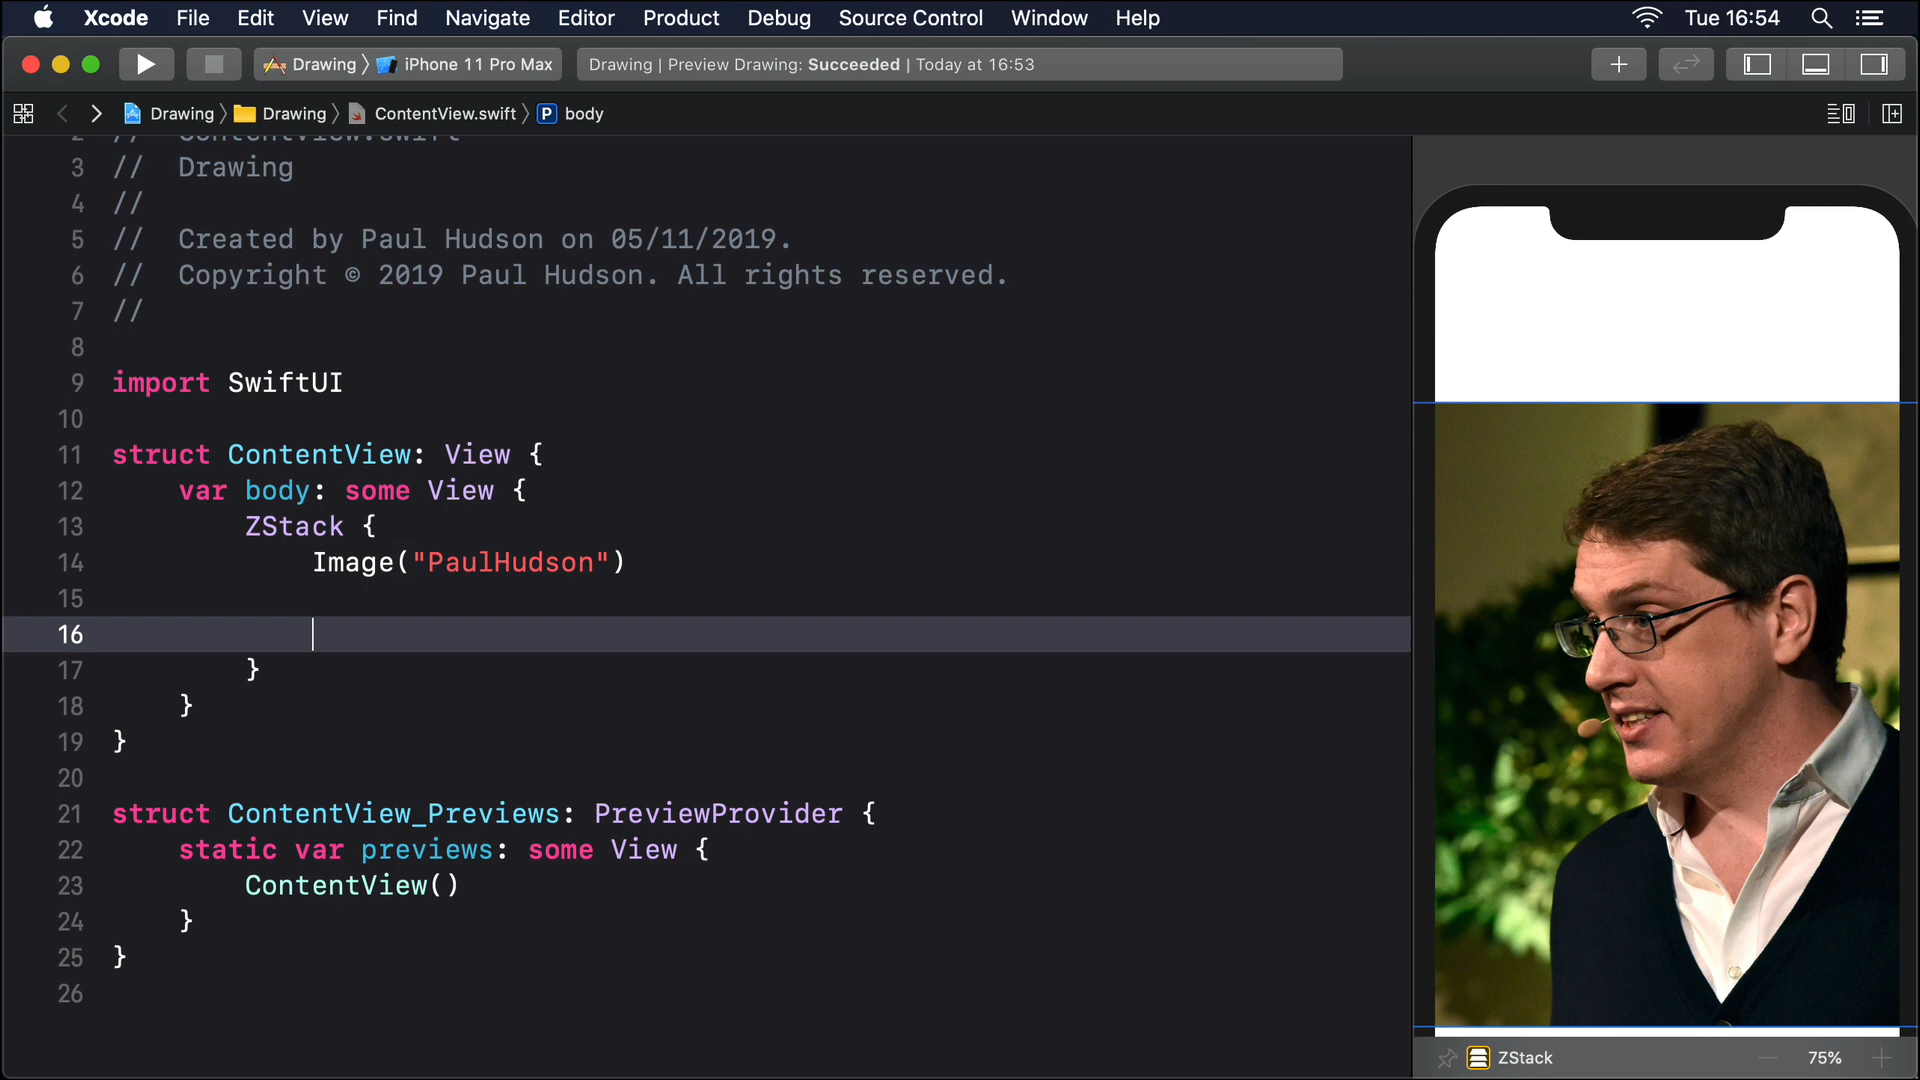 Xcode File Edit View Find Navigate Editor Product Debug Source Control Window Help Tue 16:54
Drawing iPhone 11 Pro Max Drawing | Preview Drawing: Succeeded | Today at 16:53
Drawing Drawing ContentView.swift P body
2 // ContentView.swift
3 // Drawing
4 //
5 // Created by Paul Hudson on 05/11/2019.
6 // Copyright © 2019 Paul Hudson. All rights reserved.
7 //
8
9 import SwiftUI
10
11 struct ContentView: View {
12 var body: some View {
13 ZStack {
14 Image("PaulHudson")
15
16
17 }
18 }
19 }
20
21 struct ContentView_Previews: PreviewProvider {
22 static var previews: some View {
23 ContentView()
24 }
25 }
26
ZStack 75%